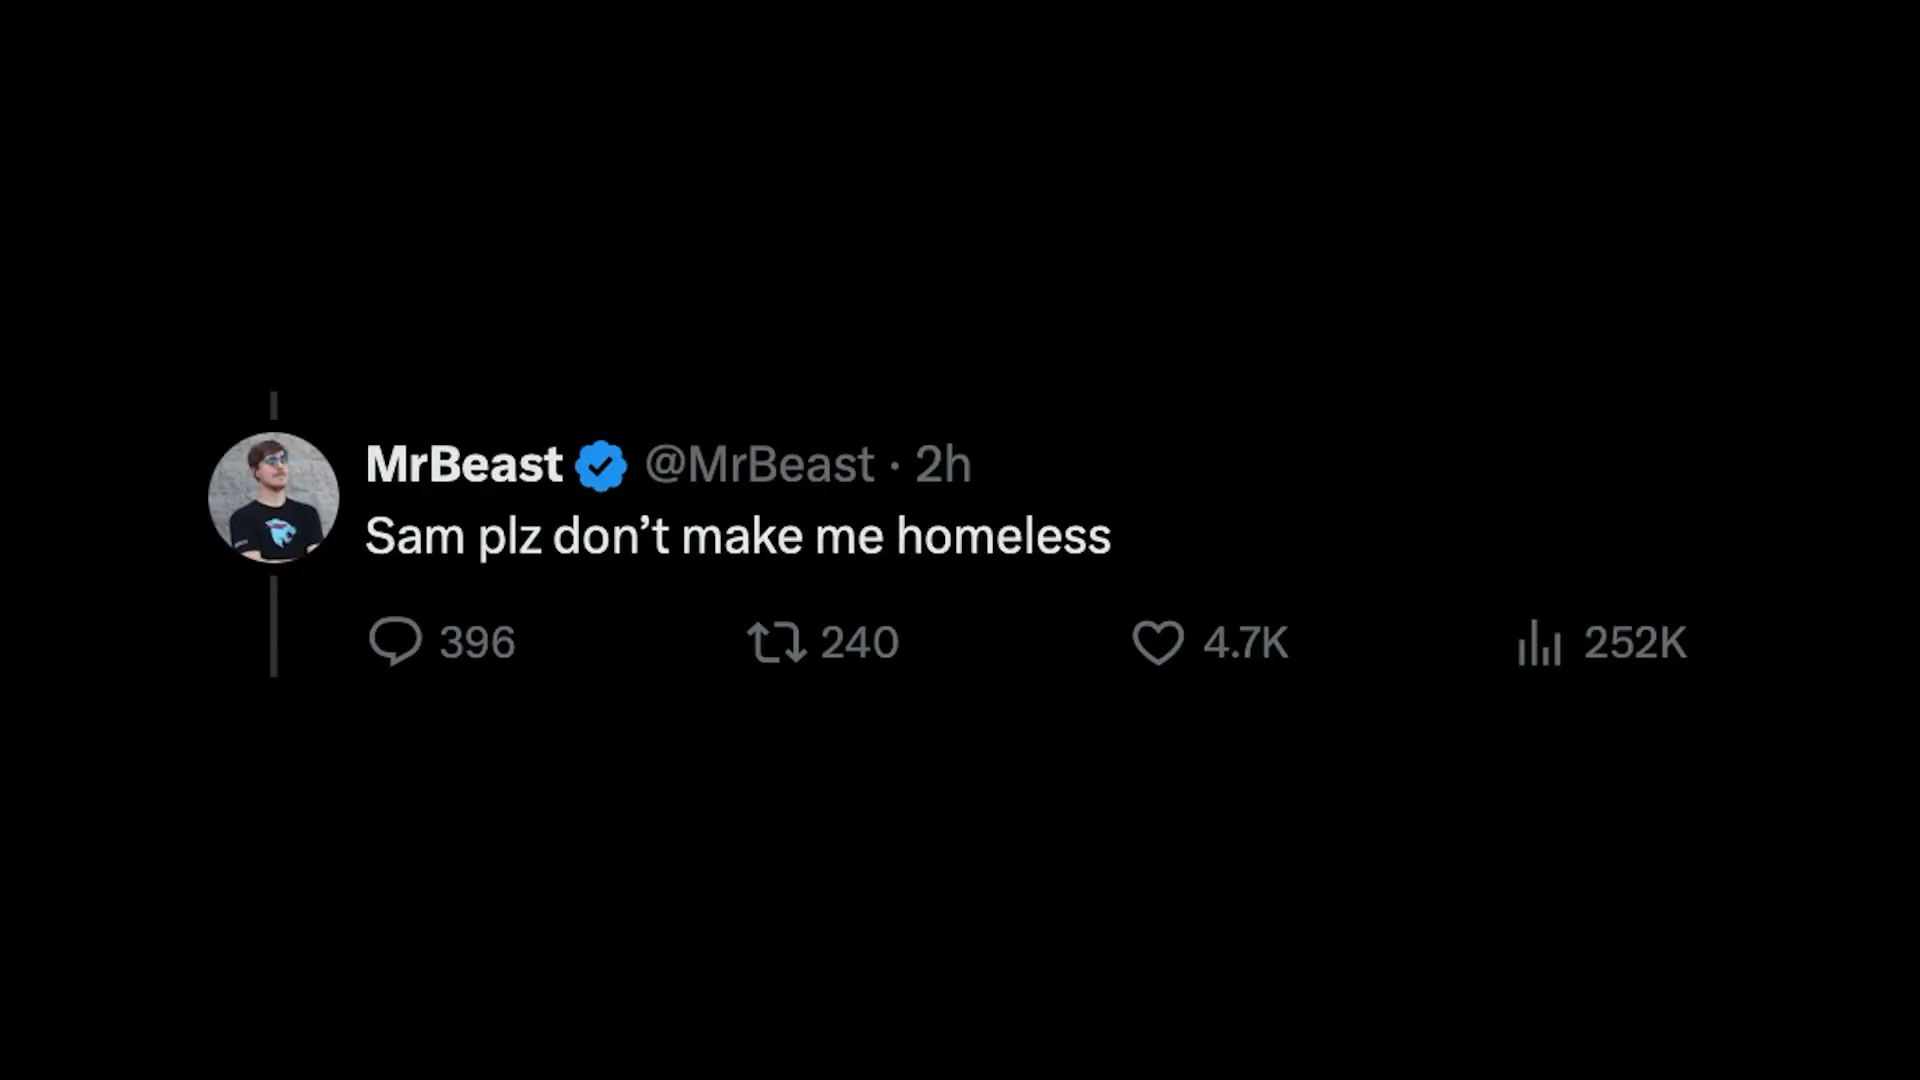 MrBeast @MrBeast · 2h
Sam plz don’t make me homeless
396 240 4.7K 252K